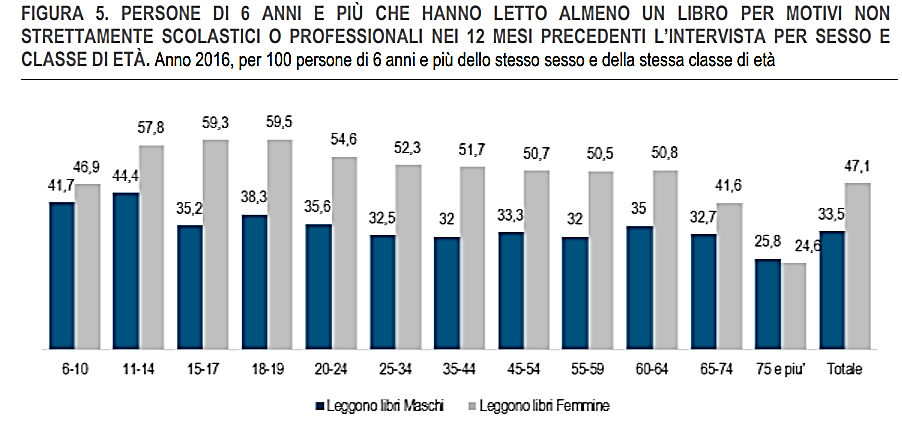 FIGURA 5. PERSONE DI 6 ANNI E PIÙ CHE HANNO LETTO ALMENO UN LIBRO PER MOTIVI NON
STRETTAMENTE SCOLASTICI O PROFESSIONALI NEI 12 MESI PRECEDENTI L'INTERVISTA PER SESSO E
CLASSE DI ETÀ. Anno 2016, per 100 persone di 6 anni e più dello stesso sesso e della stessa classe di età
41,7 46,9 44,4 57,8 35,2 59,3 38,3 59,5 35,6 54,6 32,5 52,3 32 51,7 33,3 50,7 32 50,5 35 50,8 32,7 41,6 25,8 24,6 33,5 47,1
6-10 11-14 15-17 18-19 20-24 25-34 35-44 45-54 55-59 60-64 65-74 75 e piu' Totale
Leggono libri Maschi Leggono libri Femmine